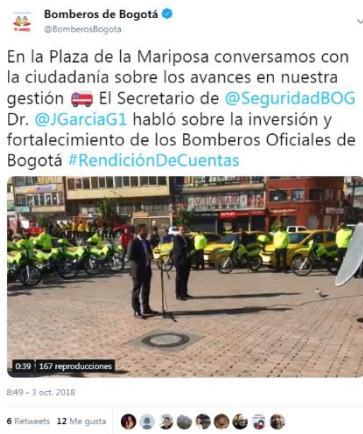 Bomberos de Bogotá
@BomberosBogota
En la Plaza de la Mariposa conversamos con
la ciudadanía sobre los avances en nuestra
gestión 🚒 El Secretario de @SeguridadBOG
Dr. @JGarciaG1 habló sobre la inversión y
fortalecimiento de los Bomberos Oficiales de
Bogotá #RendiciónDeCuentas
0:39 167 reproducciones
8:49 - 3 oct. 2018
6 Retweets 12 Me gusta